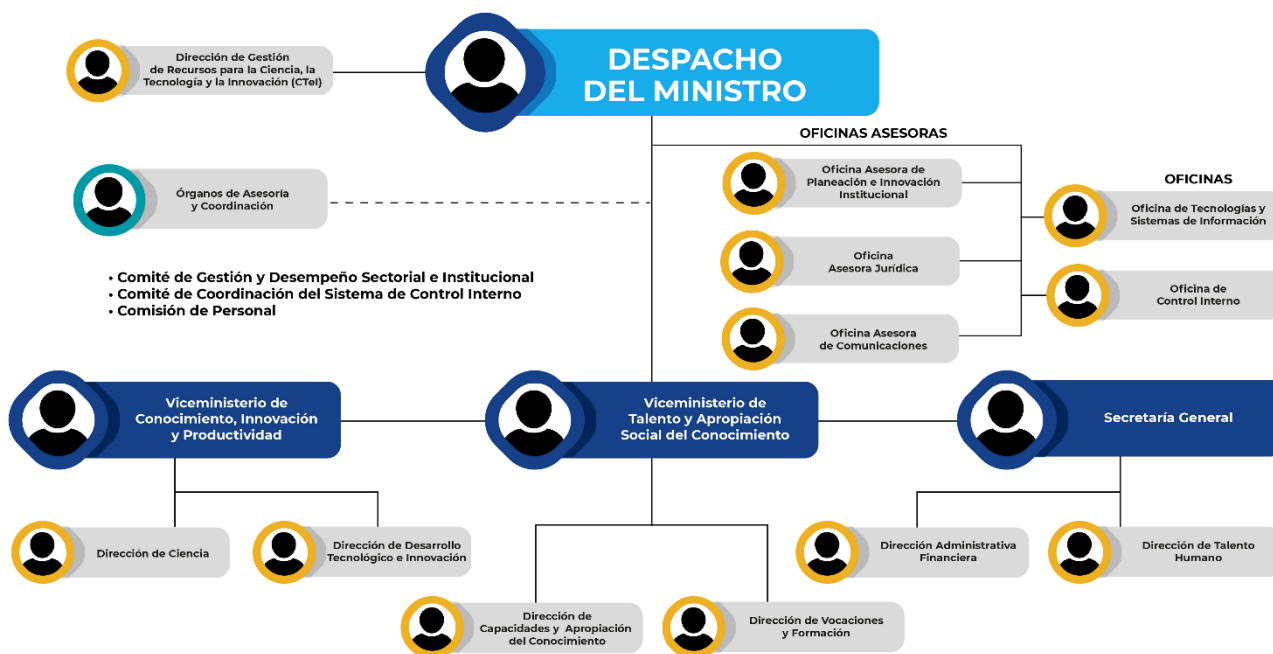 Dirección de Gestión
de Recursos para la Ciencia, la
Tecnología y la Innovación (CTeI)
DESPACHO
DEL MINISTRO
OFICINAS ASESORAS
Oficina Asesora de
Planeación e Innovación
Institucional
OFICINAS
Órganos de Asesoría
y Coordinación
Oficina de Tecnologías y
Sistemas de Información
Oficina
Asesora Jurídica
• Comité de Gestión y Desempeño Sectorial e Institucional
• Comité de Coordinación del Sistema de Control Interno
• Comisión de Personal
Oficina de
Control Interno
Oficina Asesora
de Comunicaciones
Viceministerio de
Conocimiento, Innovación
y Productividad
Viceministerio de
Talento y Apropiación
Social del Conocimiento
Secretaría General
Dirección de Ciencia
Dirección de Desarrollo
Tecnológico e Innovación
Dirección Administrativa
Financiera
Dirección de Talento
Humano
Dirección de
Capacidades y Apropiación
del Conocimiento
Dirección de Vocaciones
y Formación